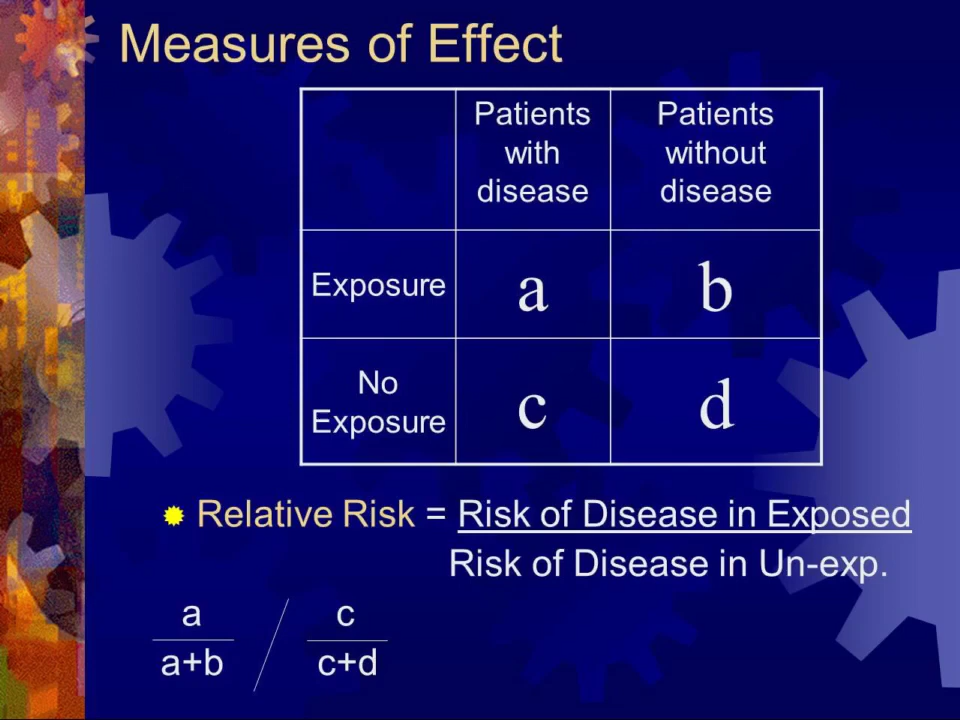 Measures of Effect
Patients with disease
Patients without disease
Exposure
a
b
No Exposure
c
d
Relative Risk = Risk of Disease in Exposed
Risk of Disease in Un-exp.
a / c
a+b c+d